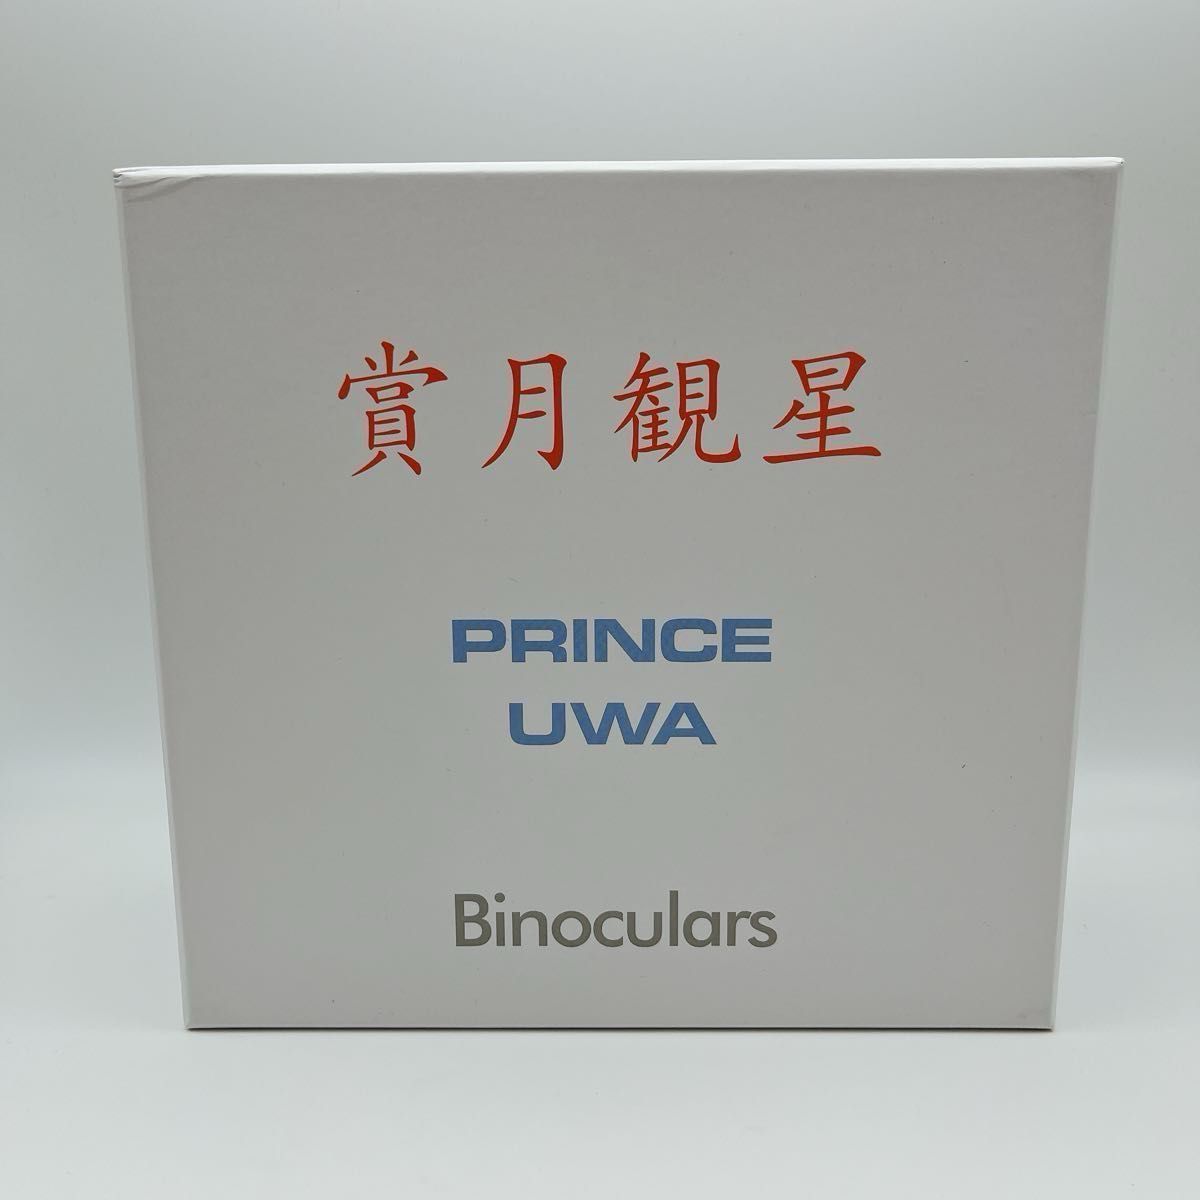 賞月観星
PRINCE
UWA
Binoculars